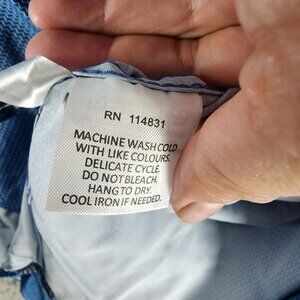 RN 114831
MACHINE WASH COLD
WITH LIKE COLOURS.
DELICATE CYCLE.
DO NOT BLEACH.
HANG TO DRY.
COOL IRON IF NEEDED.